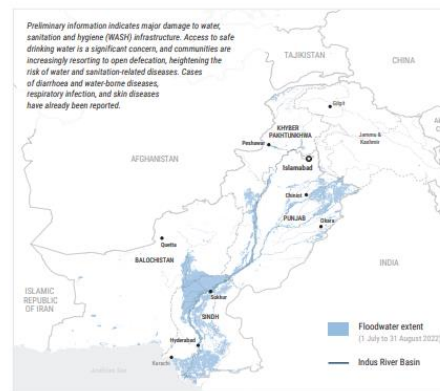 Preliminary information indicates major damage to water,
sanitation and hygiene (WASH) infrastructure. Access to safe
drinking water is a significant concern, and communities are
increasingly resorting to open defecation, heightening the
risk of water and sanitation-related diseases. Cases
of diarrhoea and water-borne diseases,
respiratory infection, and skin diseases
have already been reported.
TAJIKISTAN
CHINA
Gilgit
KHYBER
PAKHTUNKHWA
Jammu &
Kashmir
Peshawar
Islamabad
AFGHANISTAN
Chiniot
PUNJAB
Okara
Quetta
BALOCHISTAN
INDIA
ISLAMIC
REPUBLIC
OF IRAN
Sukkur
SINDH
Hyderabad
Karachi
Floodwater extent
(1 July to 31 August 2022)
Indus River Basin